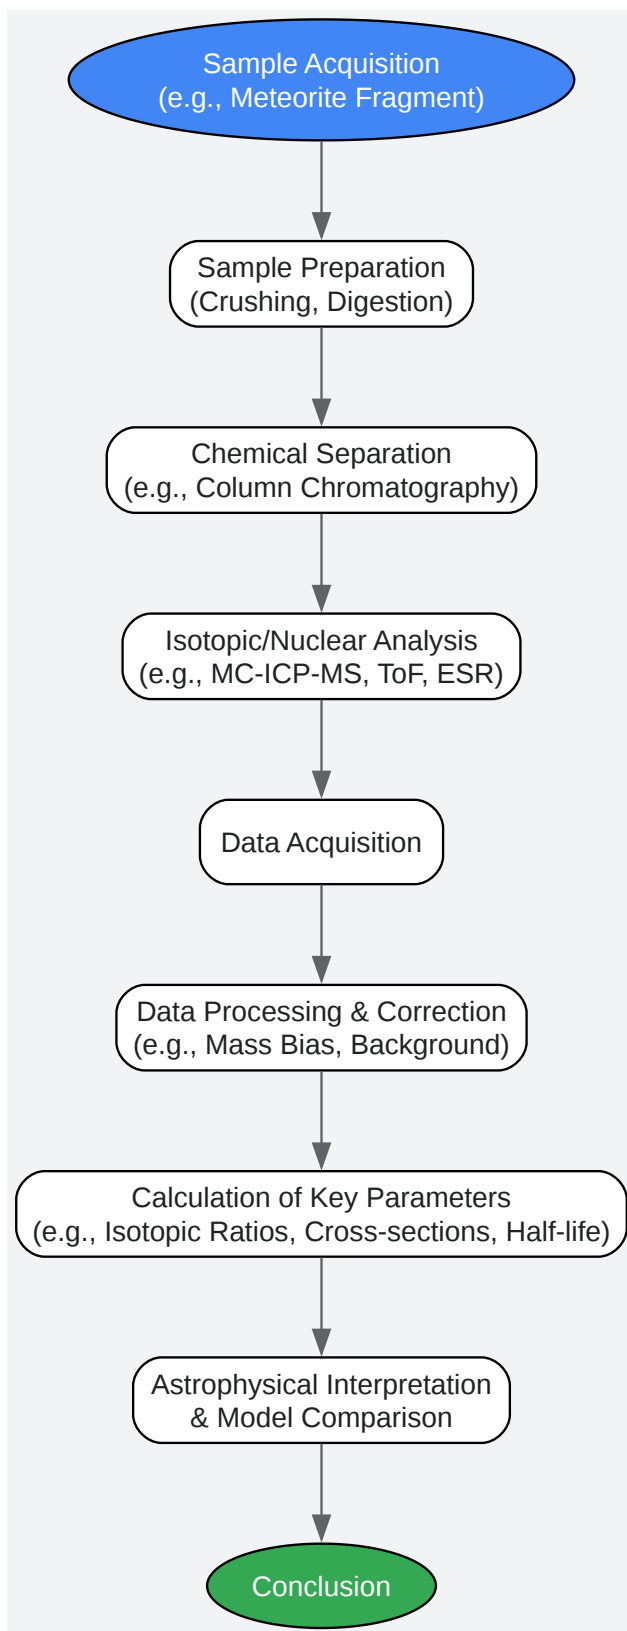 Sample Acquisition
(e.g., Meteorite Fragment)
Sample Preparation
(Crushing, Digestion)
Chemical Separation
(e.g., Column Chromatography)
Isotopic/Nuclear Analysis
(e.g., MC-ICP-MS, ToF, ESR)
Data Acquisition
Data Processing & Correction
(e.g., Mass Bias, Background)
Calculation of Key Parameters
(e.g., Isotopic Ratios, Cross-sections, Half-life)
Astrophysical Interpretation
& Model Comparison
Conclusion